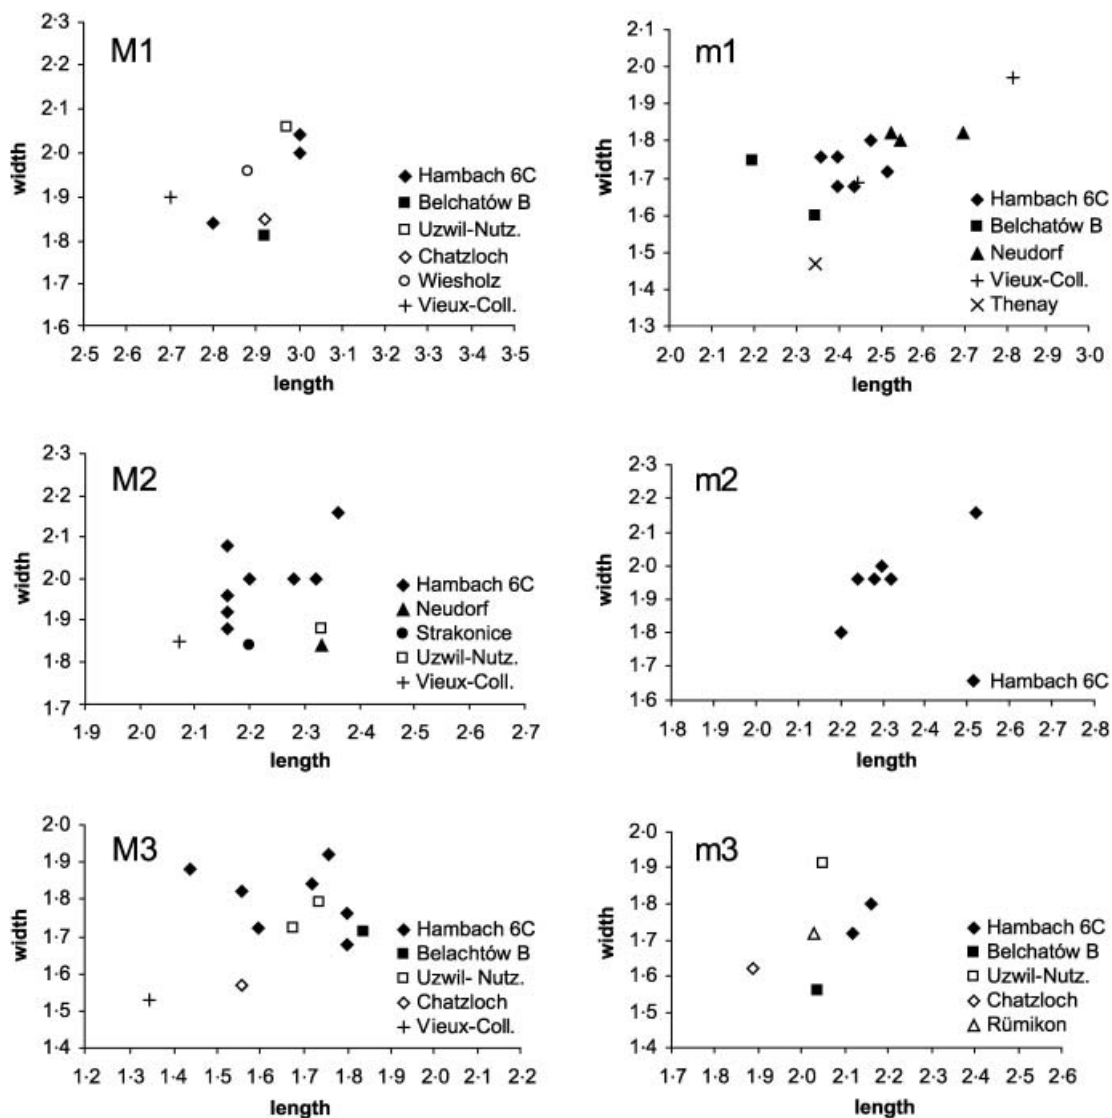 M1
2·3
2·2
2·1
2·0
1·9
1·8
1·7
1·6
width
2·5 2·6 2·7 2·8 2·9 3·0 3·1 3·2 3·3 3·4 3·5
length
Hambach 6C
Belchatów B
Uzwil-Nutz.
Chatzloch
Wiesholz
Vieux-Coll.
m1
2·1
2·0
1·9
1·8
1·7
1·6
1·5
1·4
1·3
width
2·0 2·1 2·2 2·3 2·4 2·5 2·6 2·7 2·8 2·9 3·0
length
Hambach 6C
Belchatów B
Neudorf
Vieux-Coll.
Thenay
M2
2·3
2·2
2·1
2·0
1·9
1·8
1·7
width
1·9 2·0 2·1 2·2 2·3 2·4 2·5 2·6 2·7
length
Hambach 6C
Neudorf
Strakonice
Uzwil-Nutz.
Vieux-Coll.
m2
2·3
2·2
2·1
2·0
1·9
1·8
1·7
1·6
width
1·8 1·9 2·0 2·1 2·2 2·3 2·4 2·5 2·6 2·7 2·8
length
Hambach 6C
M3
2·0
1·9
1·8
1·7
1·6
1·5
1·4
width
1·2 1·3 1·4 1·5 1·6 1·7 1·8 1·9 2·0 2·1 2·2
length
Hambach 6C
Belachtów B
Uzwil- Nutz.
Chatzloch
Vieux-Coll.
m3
2·0
1·9
1·8
1·7
1·6
1·5
1·4
width
1·7 1·8 1·9 2·0 2·1 2·2 2·3 2·4 2·5 2·6
length
Hambach 6C
Belchatów B
Uzwil-Nutz.
Chatzloch
Rümikon